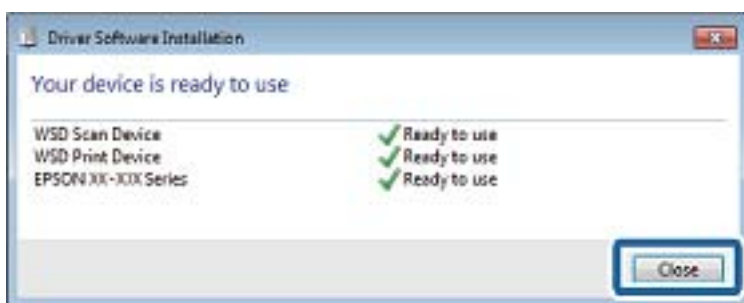 Driver Software Installation
Your device is ready to use
WSD Scan Device Ready to use
WSD Print Device Ready to use
EPSON XX-XXX Series Ready to use
Close